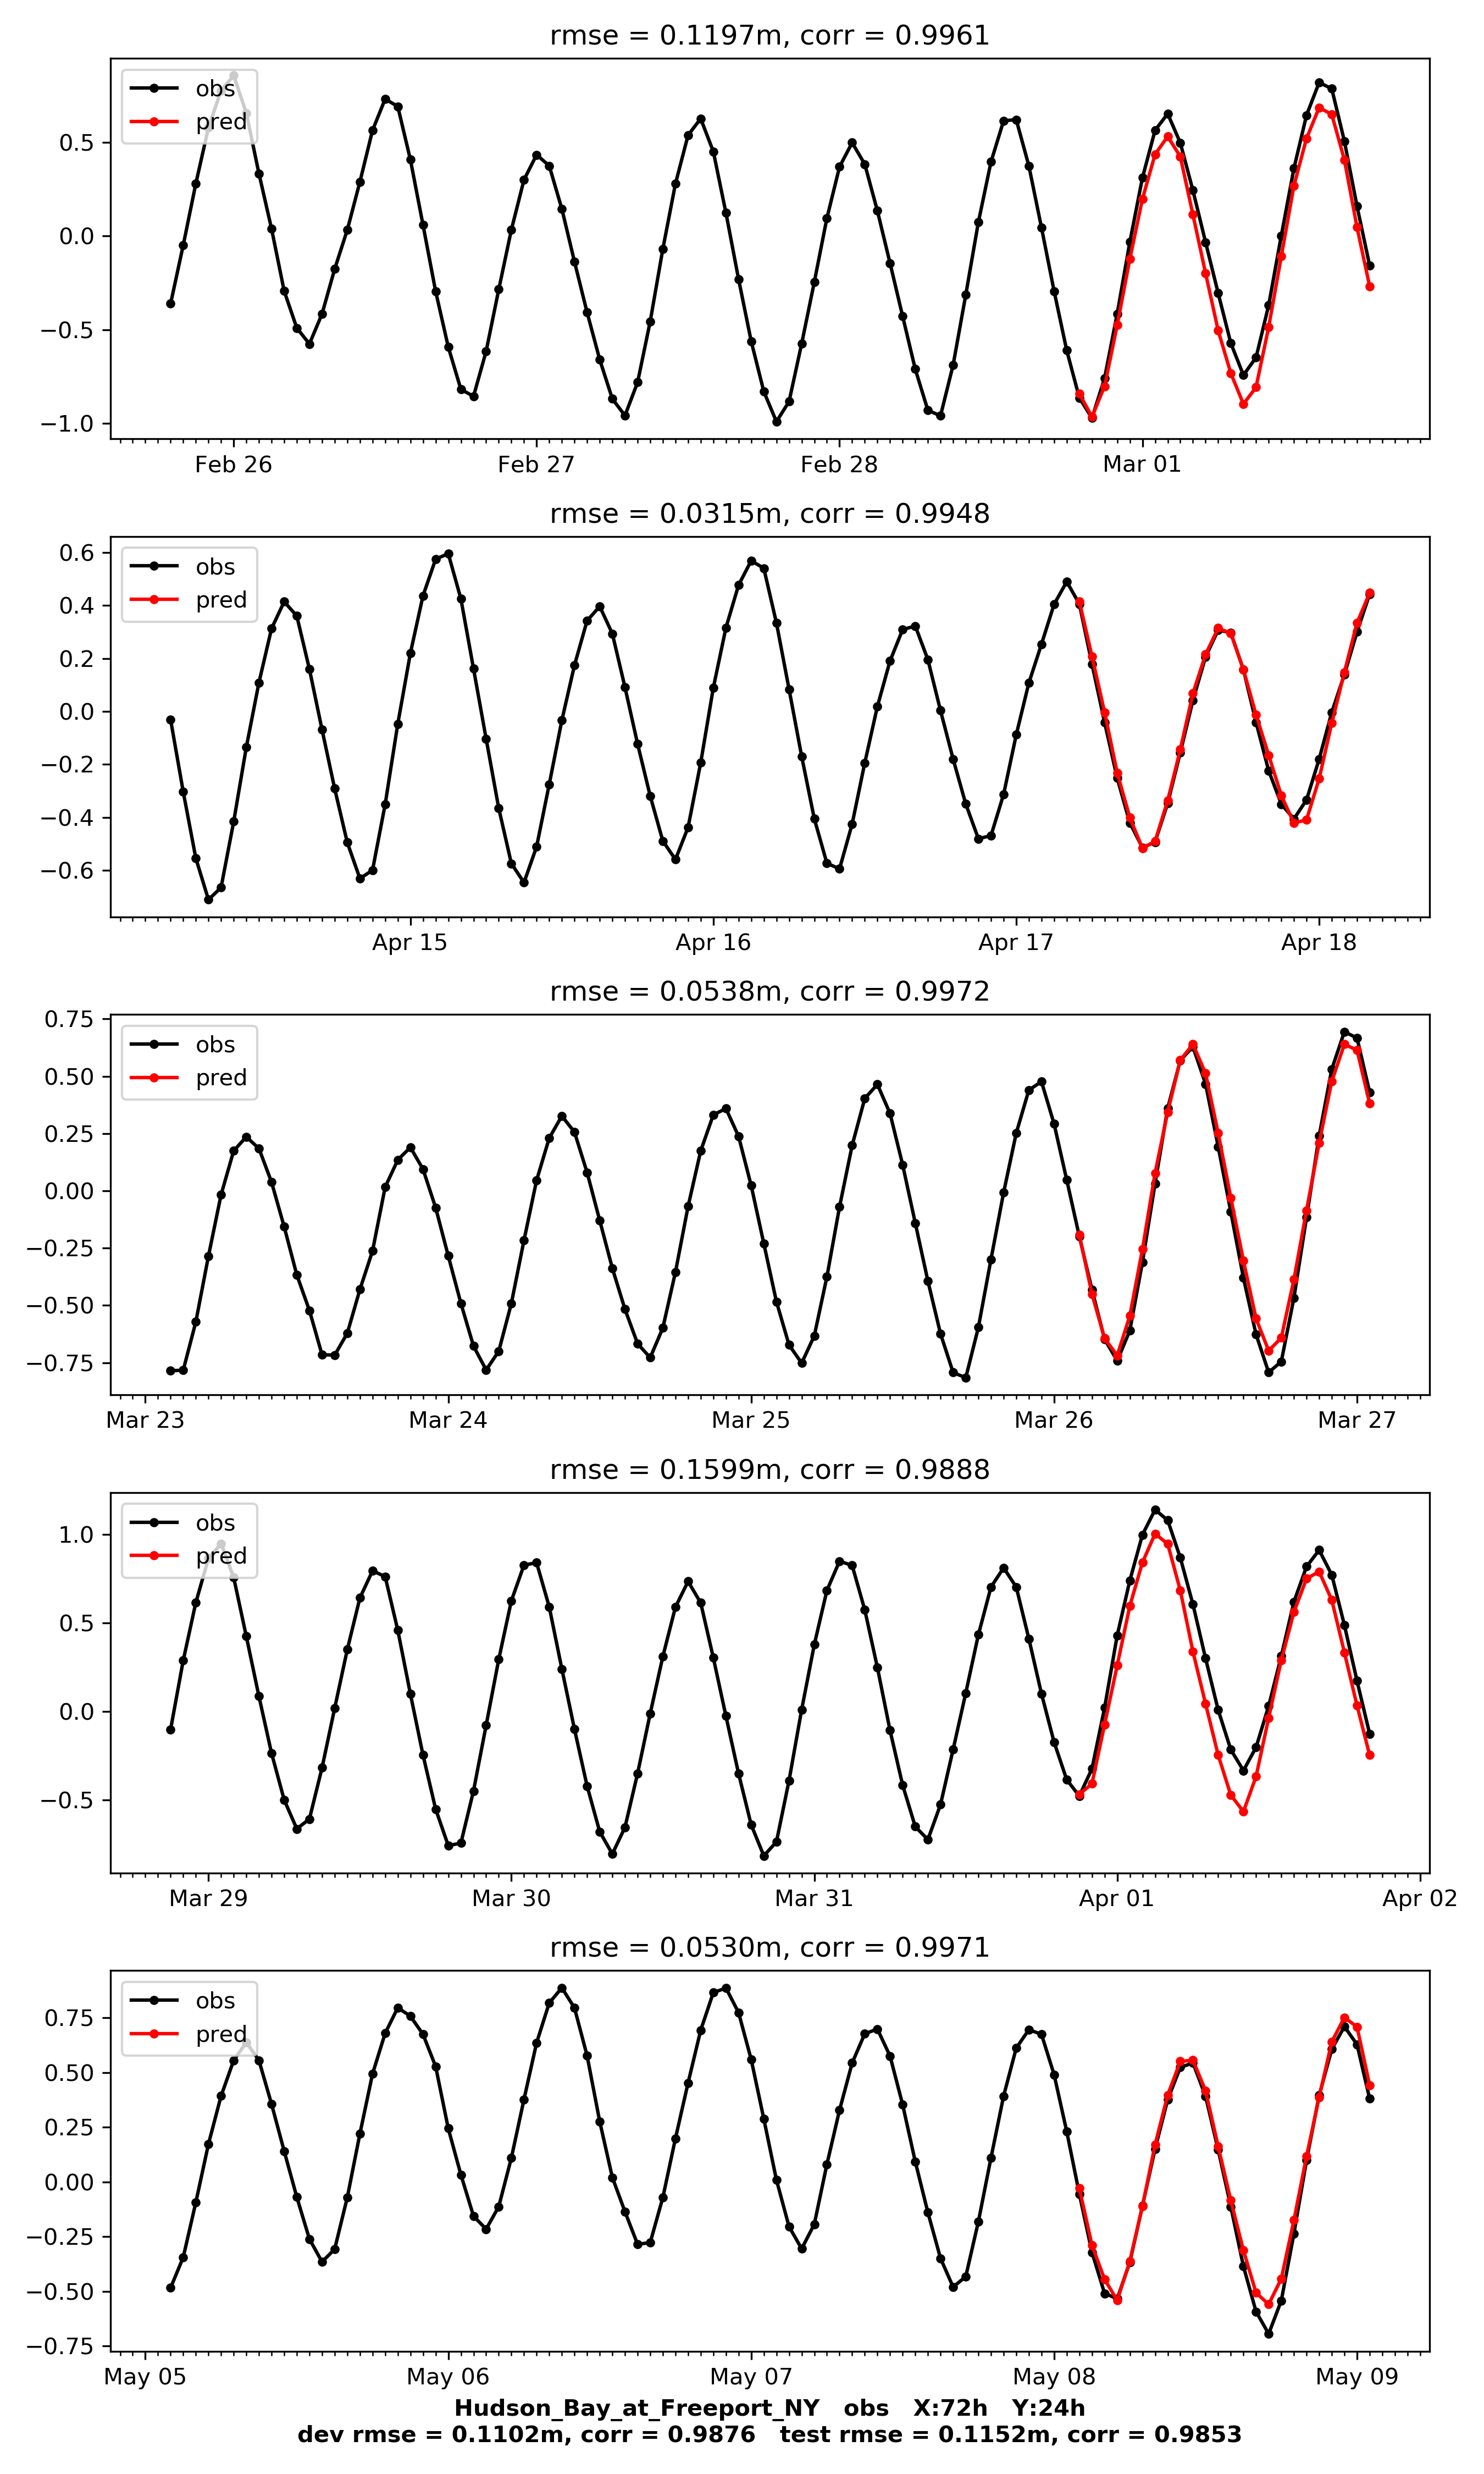 rmse = 0.1197m, corr = 0.9961
obs
pred
0.5
0.0
−0.5
−1.0
Feb 26 Feb 27 Feb 28 Mar 01
rmse = 0.0315m, corr = 0.9948
obs
pred
0.6
0.4
0.2
0.0
−0.2
−0.4
−0.6
Apr 15 Apr 16 Apr 17 Apr 18
rmse = 0.0538m, corr = 0.9972
obs
pred
0.75
0.50
0.25
0.00
−0.25
−0.50
−0.75
Mar 23 Mar 24 Mar 25 Mar 26 Mar 27
rmse = 0.1599m, corr = 0.9888
obs
pred
1.0
0.5
0.0
−0.5
Mar 29 Mar 30 Mar 31 Apr 01 Apr 02
rmse = 0.0530m, corr = 0.9971
obs
pred
0.75
0.50
0.25
0.00
−0.25
−0.50
−0.75
May 05 May 06 May 07 May 08 May 09
Hudson_Bay_at_Freeport_NY obs X:72h Y:24h
dev rmse = 0.1102m, corr = 0.9876 test rmse = 0.1152m, corr = 0.9853